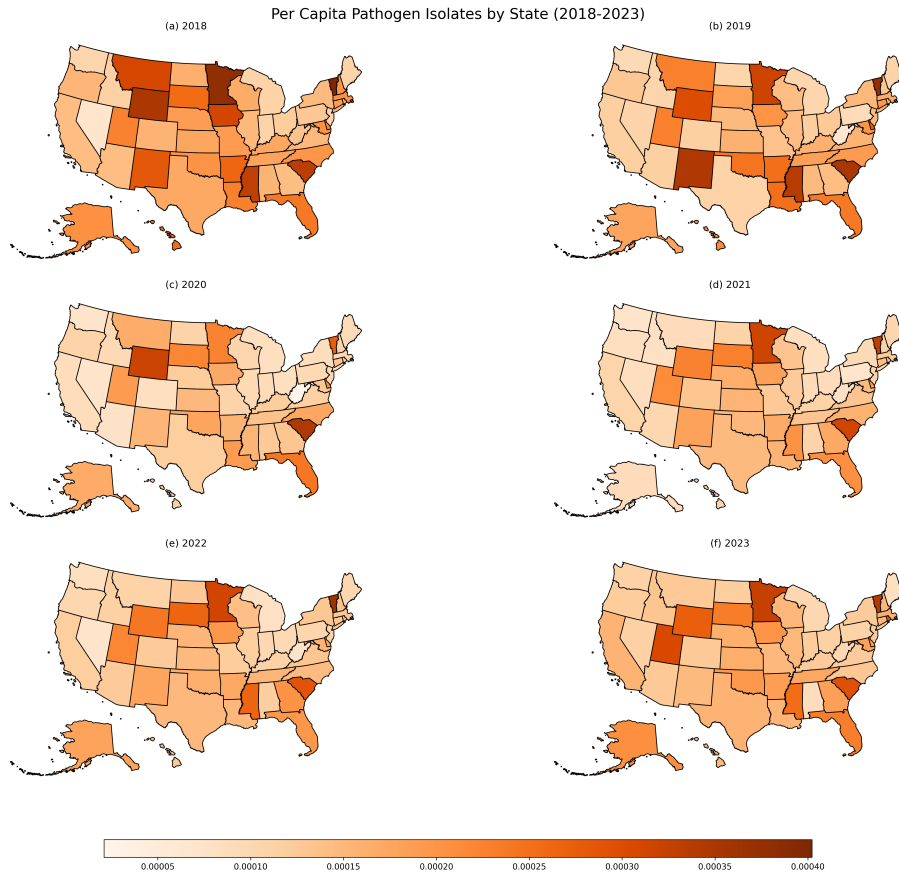 Per Capita Pathogen Isolates by State (2018-2023)
(a) 2018
(b) 2019
(c) 2020
(d) 2021
(e) 2022
(f) 2023
0.00005 0.00010 0.00015 0.00020 0.00025 0.00030 0.00035 0.00040